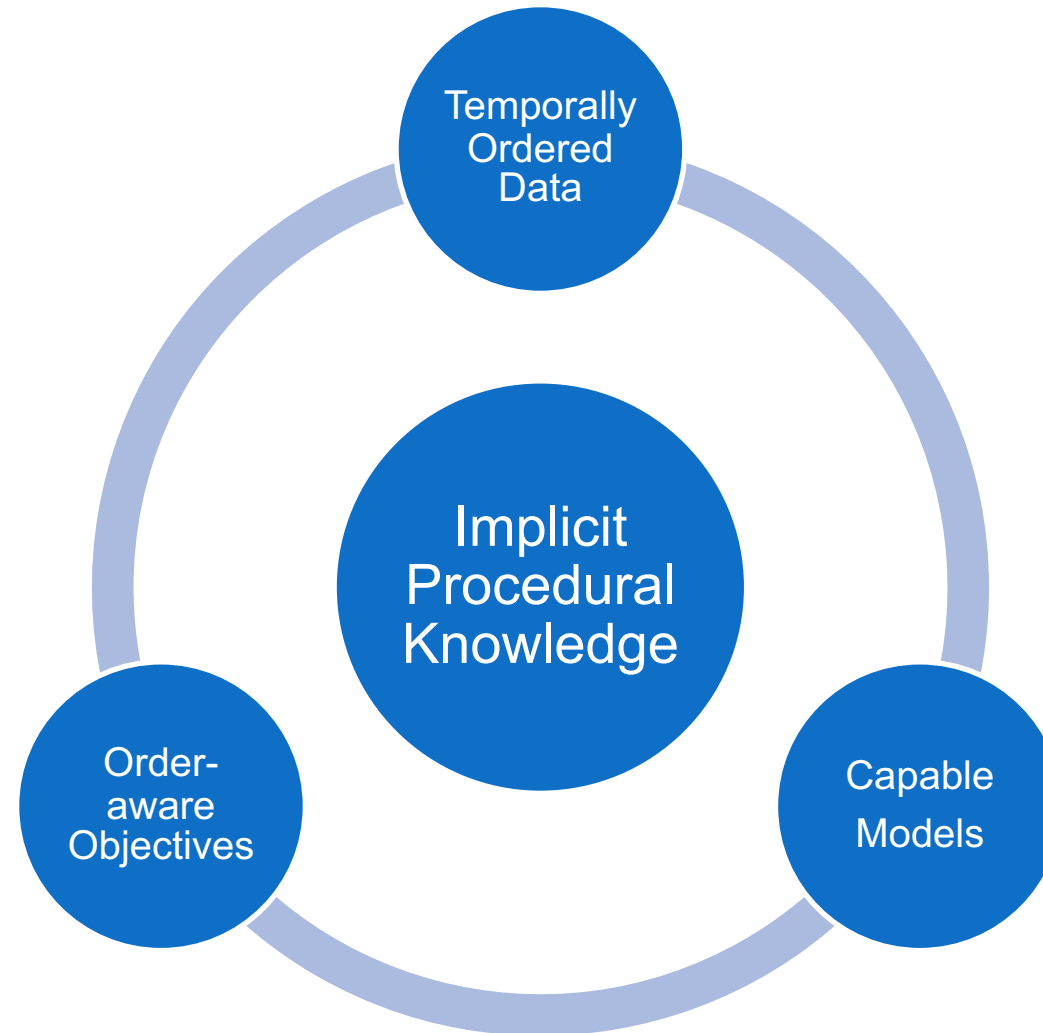 Temporally
Ordered
Data
Implicit
Procedural
Knowledge
Order-
aware
Objectives
Capable
Models